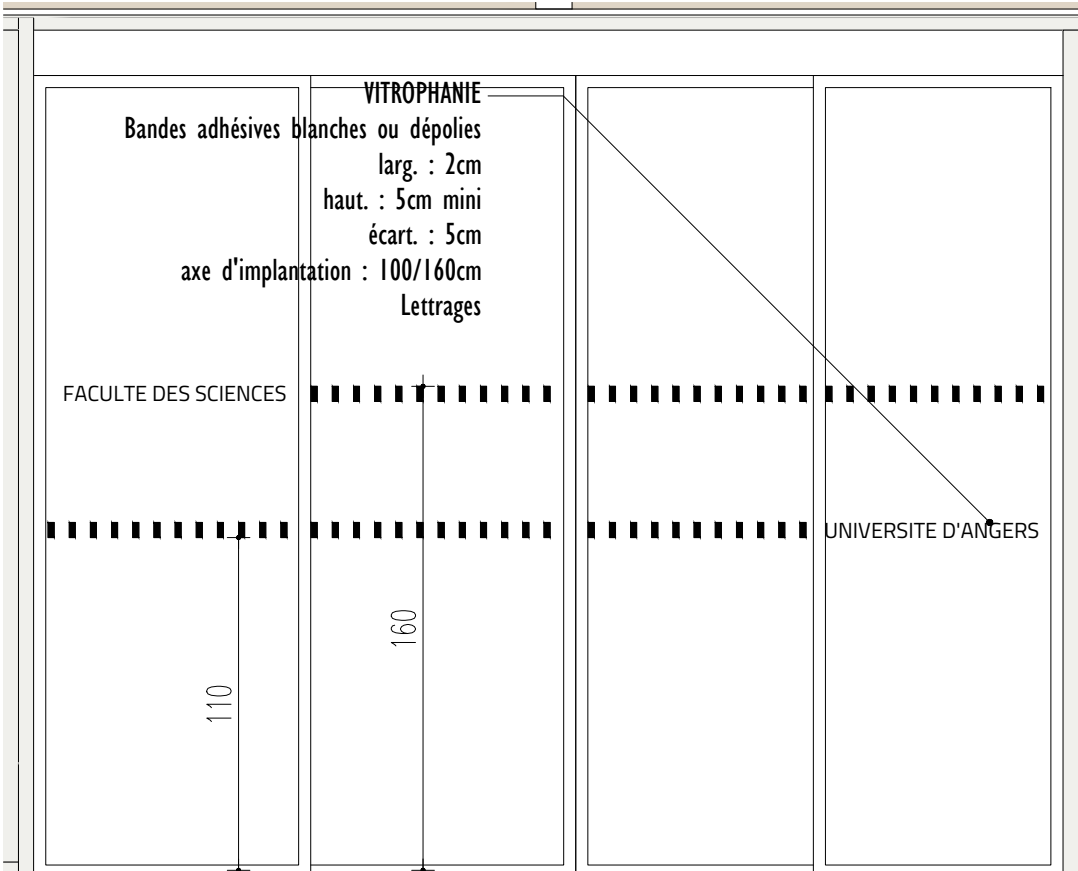 VITROPHANIE
Bandes adhésives blanches ou dépolies
larg. : 2cm
haut. : 5cm mini
écart. : 5cm
axe d'implantation : 100/160cm
Lettrages
FACULTE DES SCIENCES
UNIVERSITE D'ANGERS
160
110